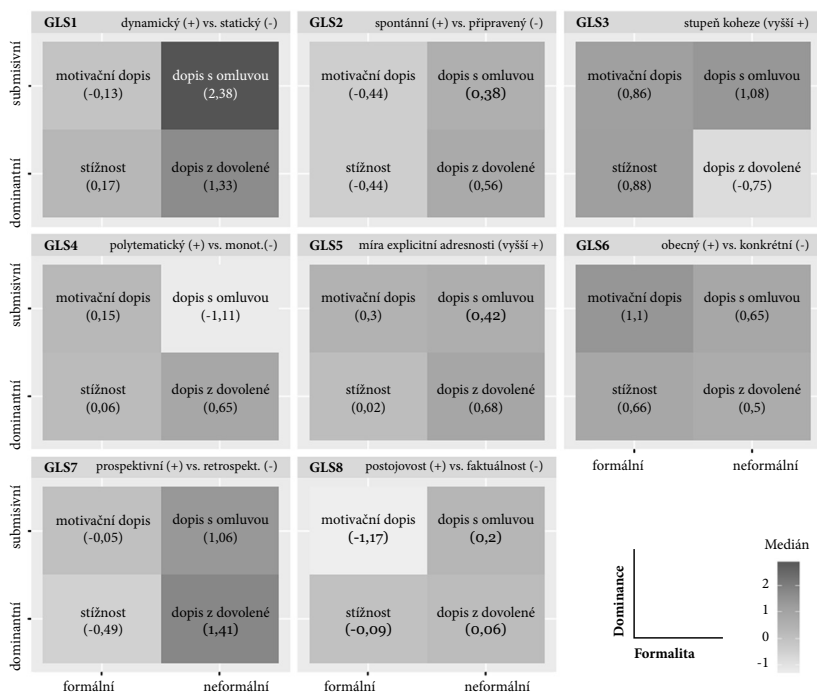 GLS1 dynamický (+) vs. statický (-)
submisivní
motivační dopis
(-0,13)
dopis s omluvou
(2,38)
dominantní
stížnost
(0,17)
dopis z dovolené
(1,33)
GLS2 spontánní (+) vs. připravený (-)
motivační dopis
(-0,44)
dopis s omluvou
(0,38)
stížnost
(-0,44)
dopis z dovolené
(0,56)
GLS3 stupeň koheze (vyšší +)
motivační dopis
(0,86)
dopis s omluvou
(1,08)
stížnost
(0,88)
dopis z dovolené
(-0,75)
GLS4 polytematický (+) vs. monot.(-)
submisivní
motivační dopis
(0,15)
dopis s omluvou
(-1,11)
dominantní
stížnost
(0,06)
dopis z dovolené
(0,65)
GLS5 míra explicitní adresnosti (vyšší +)
motivační dopis
(0,3)
dopis s omluvou
(0,42)
stížnost
(0,02)
dopis z dovolené
(0,68)
GLS6 obecný (+) vs. konkrétní (-)
motivační dopis
(1,1)
dopis s omluvou
(0,65)
stížnost
(0,66)
dopis z dovolené
(0,5)
formální neformální
GLS7 prospektivní (+) vs. retrospekt. (-)
submisivní
motivační dopis
(-0,05)
dopis s omluvou
(1,06)
dominantní
stížnost
(-0,49)
dopis z dovolené
(1,41)
formální neformální
GLS8 postojovost (+) vs. faktuálnost (-)
motivační dopis
(-1,17)
dopis s omluvou
(0,2)
stížnost
(-0,09)
dopis z dovolené
(0,06)
formální neformální
Dominance
Formalita
Medián
2
1
0
-1